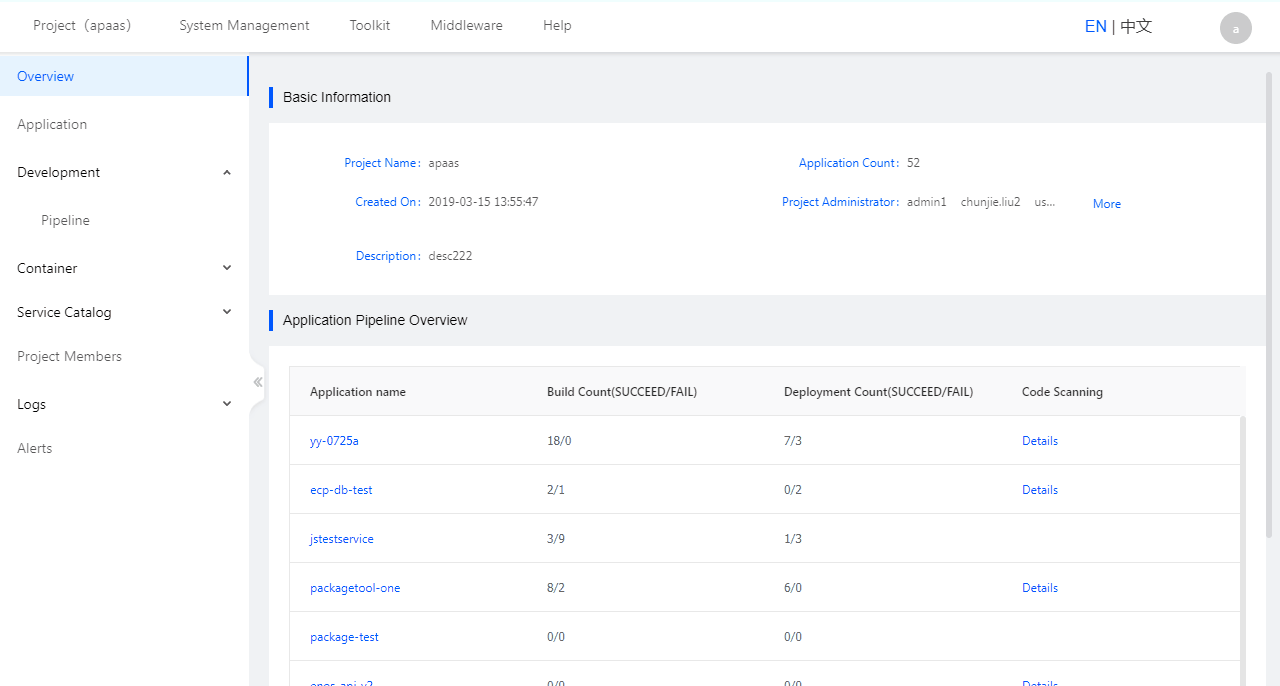 Project（apaas） System Management Toolkit Middleware Help EN | 中文 a
Overview
Application
Development
Pipeline
Container
Service Catalog
Project Members
Logs
Alerts
Basic Information
Project Name： apaas Application Count： 52
Created On： 2019-03-15 13:55:47 Project Administrator： admin1 chunjie.liu2 us... More
Description： desc222
Application Pipeline Overview
Application name Build Count(SUCCEED/FAIL) Deployment Count(SUCCEED/FAIL) Code Scanning
yy-0725a 18/0 7/3 Details
ecp-db-test 2/1 0/2 Details
jstestservice 3/9 1/3
packagetool-one 8/2 6/0 Details
package-test 0/0 0/0
0/0 0/0 Details